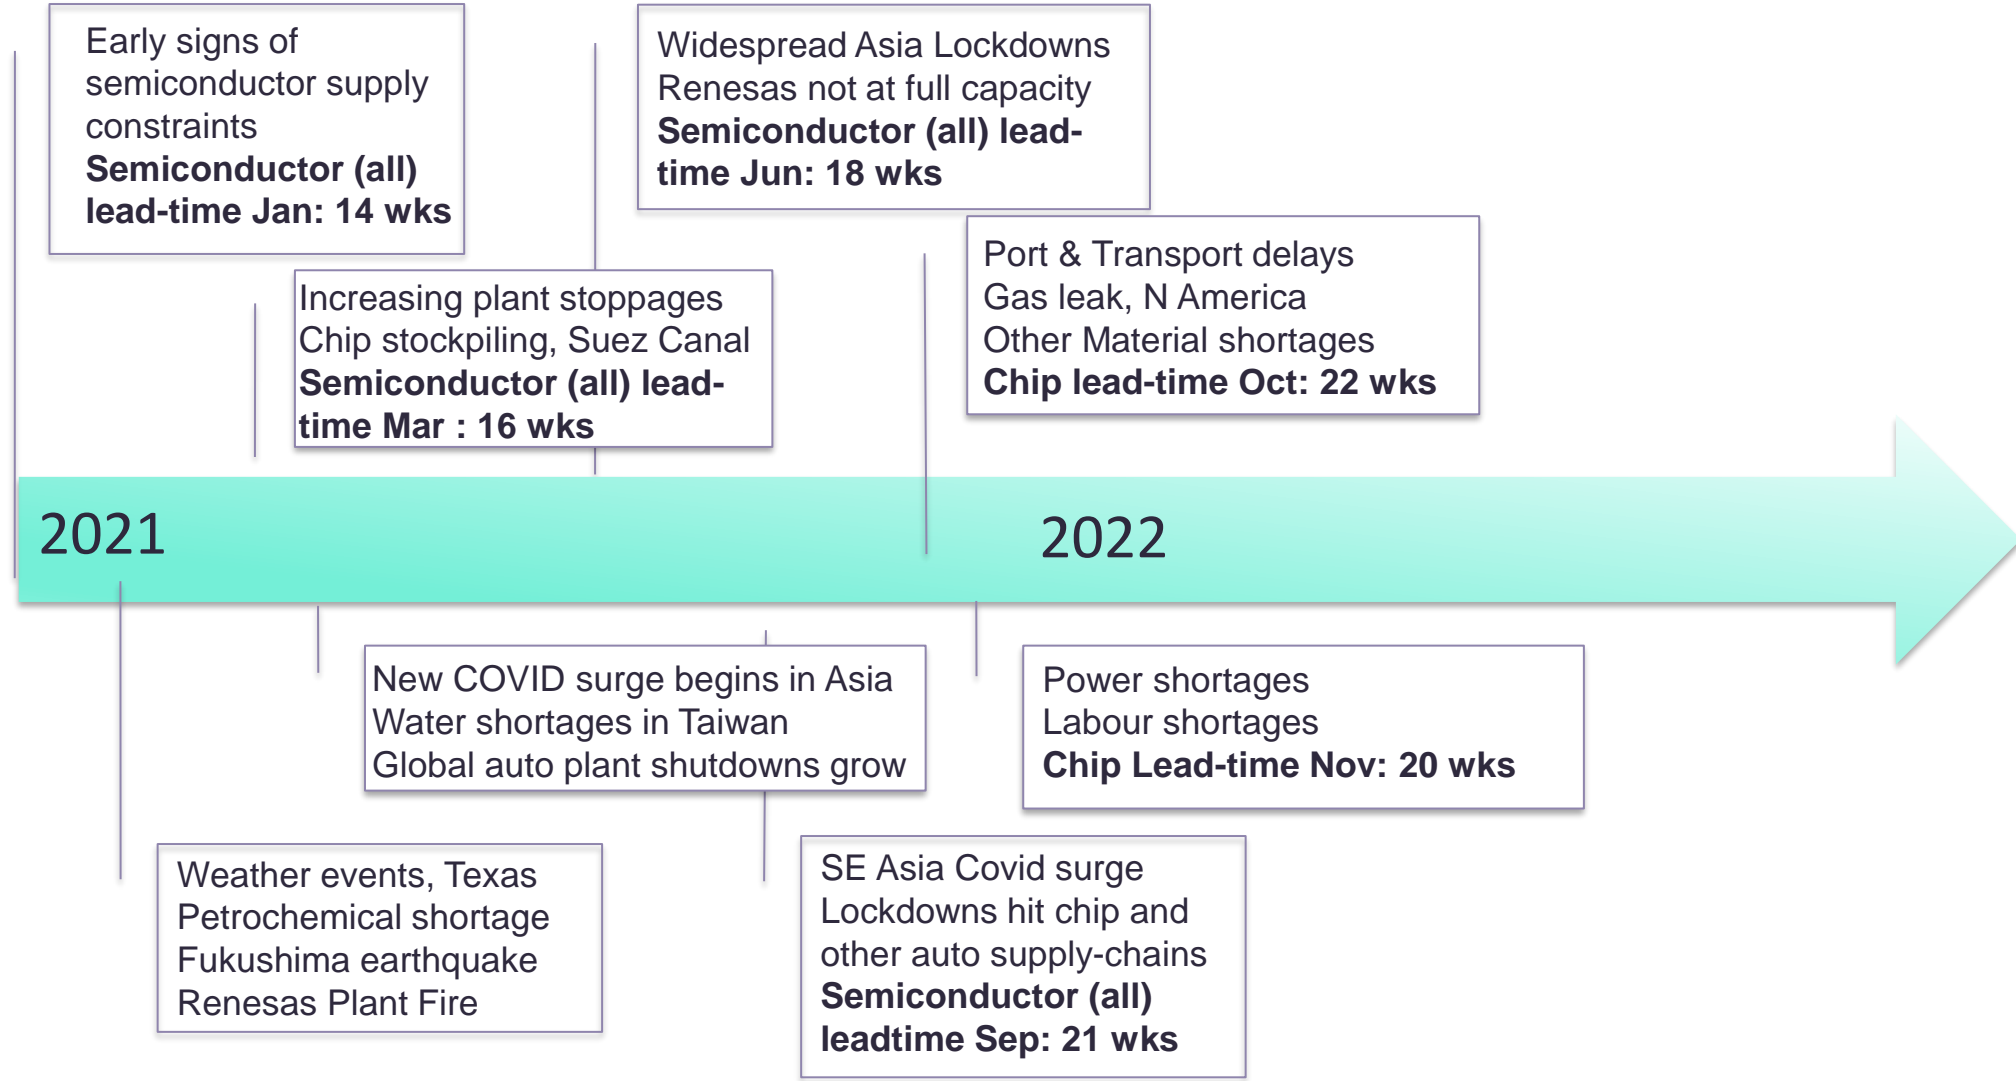 Early signs of
semiconductor supply
constraints
Semiconductor (all)
lead-time Jan: 14 wks
Widespread Asia Lockdowns
Renesas not at full capacity
Semiconductor (all) lead-
time Jun: 18 wks
Increasing plant stoppages
Chip stockpiling, Suez Canal
Semiconductor (all) lead-
time Mar : 16 wks
Port & Transport delays
Gas leak, N America
Other Material shortages
Chip lead-time Oct: 22 wks
2021
2022
New COVID surge begins in Asia
Water shortages in Taiwan
Global auto plant shutdowns grow
Power shortages
Labour shortages
Chip Lead-time Nov: 20 wks
Weather events, Texas
Petrochemical shortage
Fukushima earthquake
Renesas Plant Fire
SE Asia Covid surge
Lockdowns hit chip and
other auto supply-chains
Semiconductor (all)
leadtime Sep: 21 wks